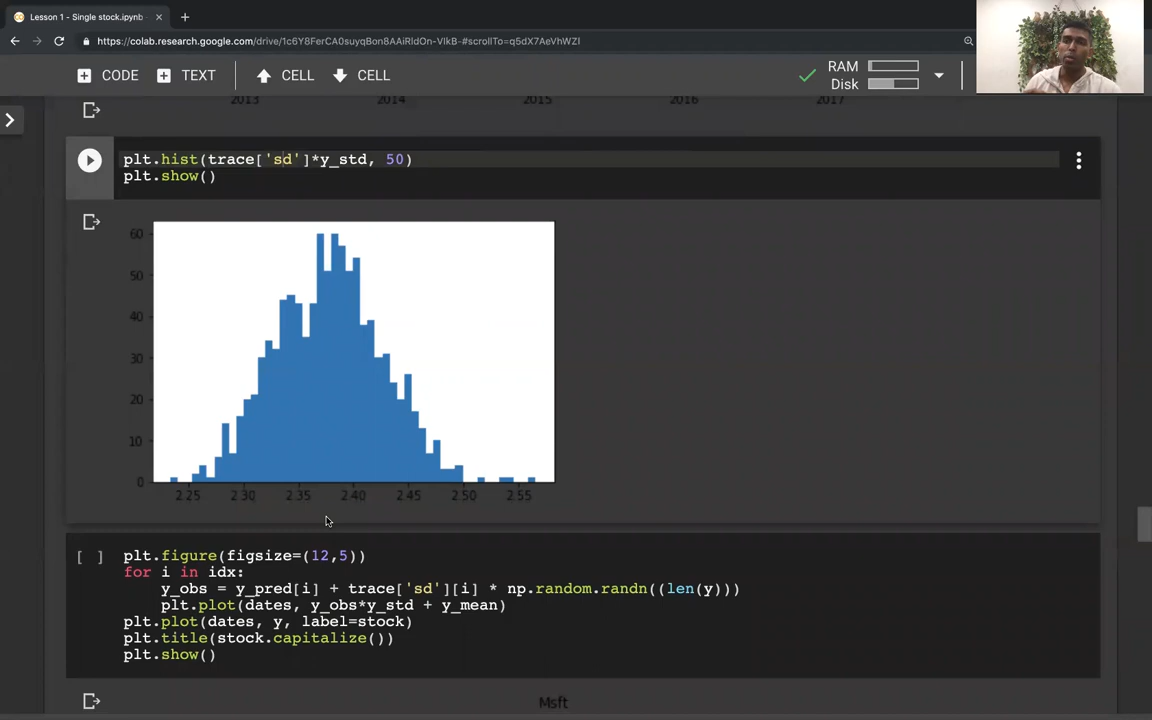 Lesson 1 - Single stock.ipynb
https://colab.research.google.com/drive/1c6Y8FerCA0suyqBon8AAiRIdOn-VIkB-#scrollTo=q5dX7AeVhWZI
CODE
TEXT
CELL
CELL
RAM
Disk
2013
2014
2015
2016
2017
plt.hist(trace['sd']*y_std, 50)
plt.show()
60
50
40
30
20
10
0
2.25
2.30
2.35
2.40
2.45
2.50
2.55
[ ]
plt.figure(figsize=(12,5))
for i in idx:
y_obs = y_pred[i] + trace['sd'][i] * np.random.randn((len(y)))
plt.plot(dates, y_obs*y_std + y_mean)
plt.plot(dates, y, label=stock)
plt.title(stock.capitalize())
plt.show()
Msft